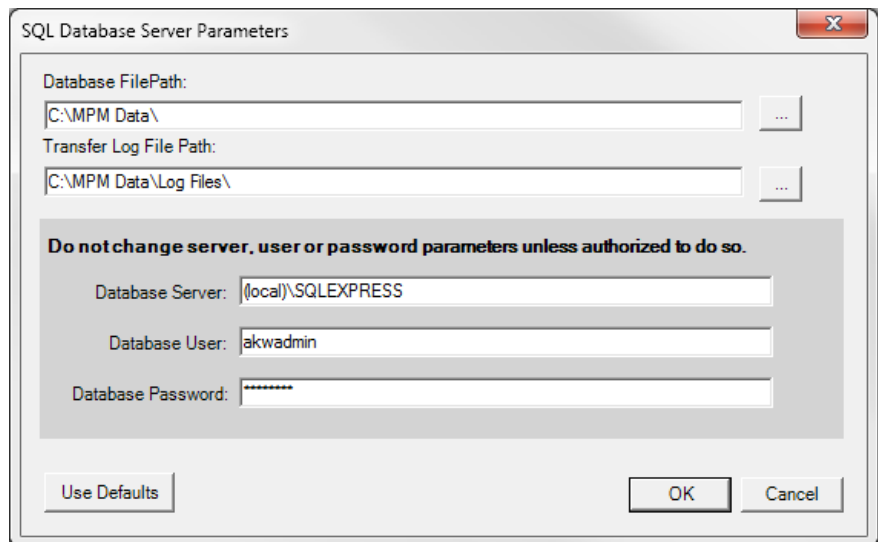 SQL Database Server Parameters
Database FilePath:
C:\MPM Data\
...
Transfer Log File Path:
C:\MPM Data\Log Files\
...
Do not change server, user or password parameters unless authorized to do so.
Database Server: (local)\SQLEXPRESS
Database User: akwadmin
Database Password: ********
Use Defaults OK Cancel